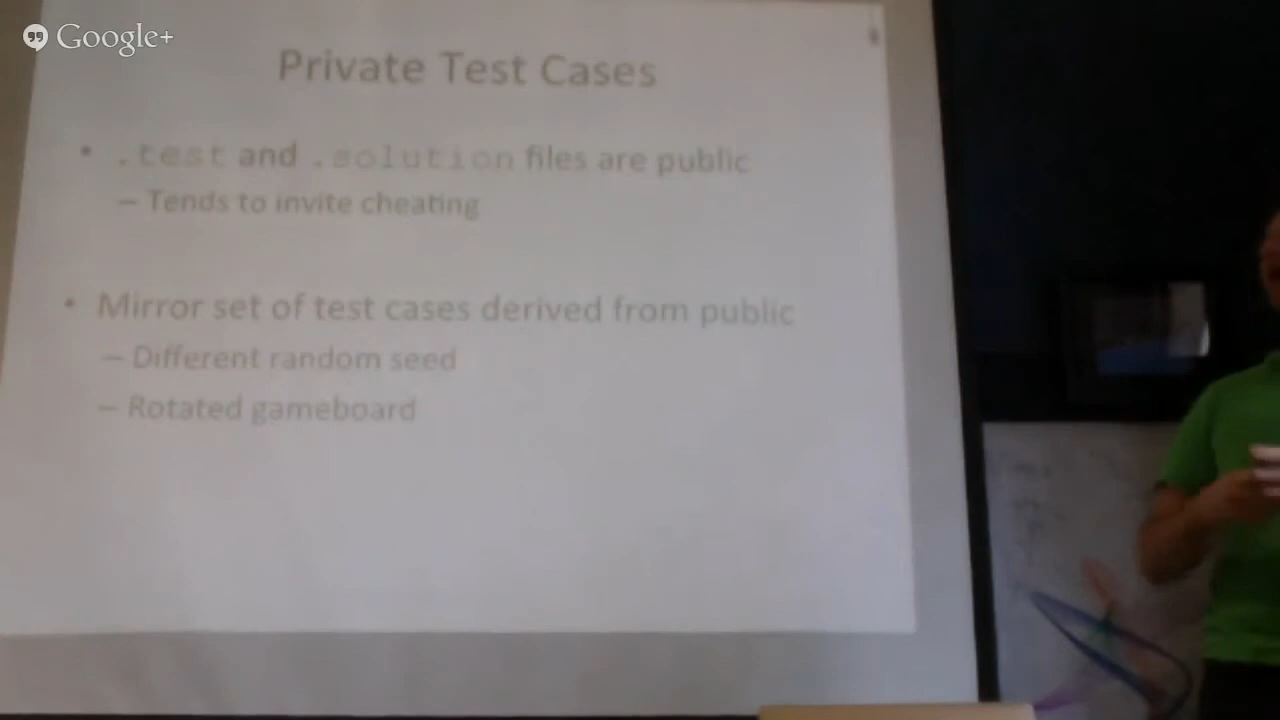 Google+
Private Test Cases
• .test and .solution files are public
– Tends to invite cheating
• Mirror set of test cases derived from public
– Different random seed
– Rotated gameboard